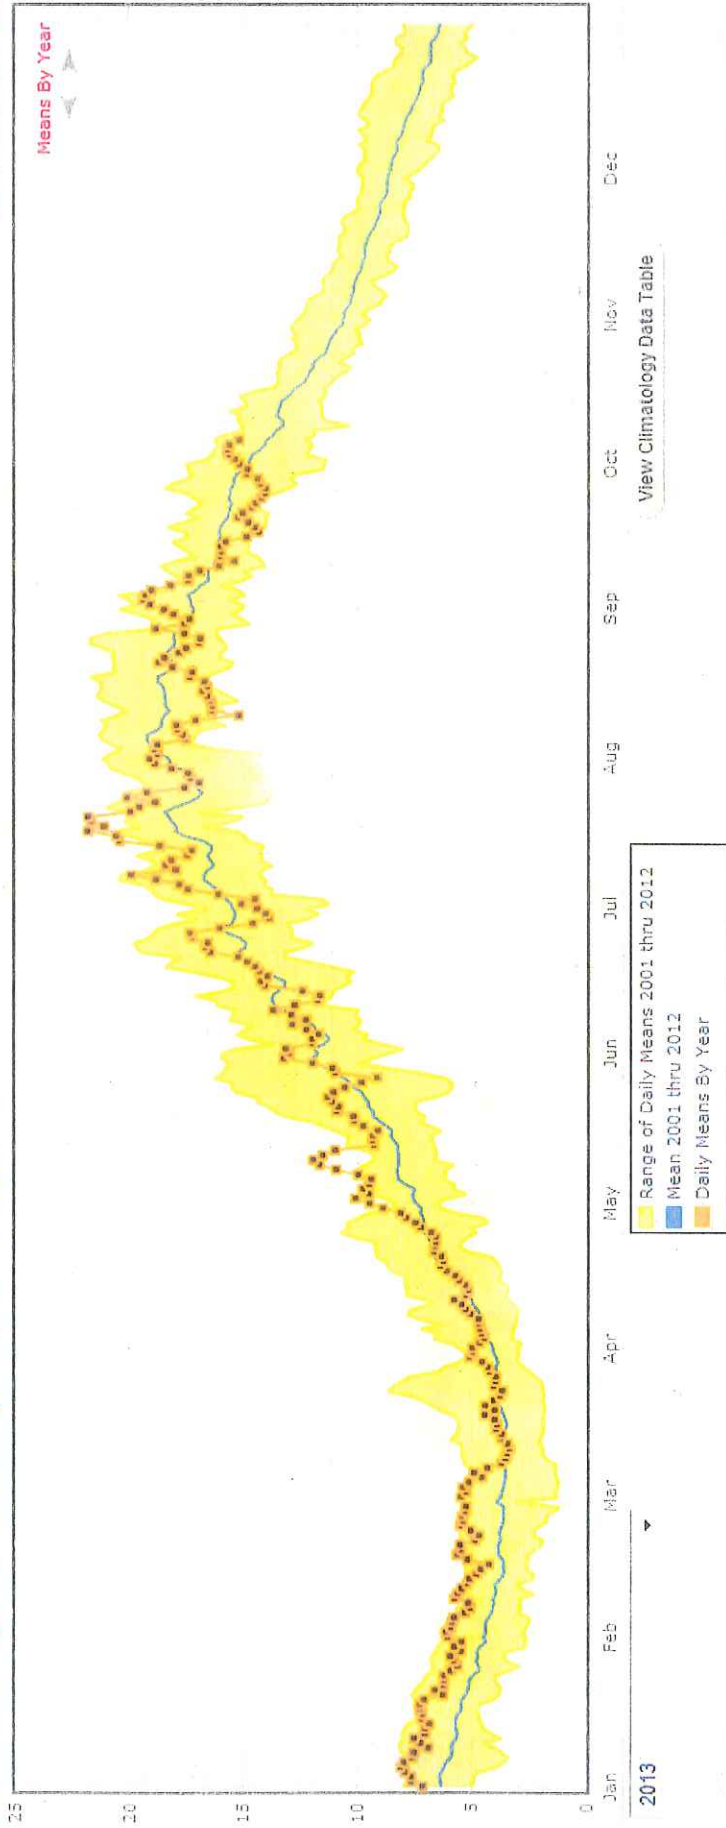 Means By Year
25
20
15
10
5
0
Jan Feb Mar Apr May Jun Jul Aug Sep Oct Nov Dec
2013
View Climatology Data Table
Range of Daily Means 2001 thru 2012
Mean 2001 thru 2012
Daily Means By Year